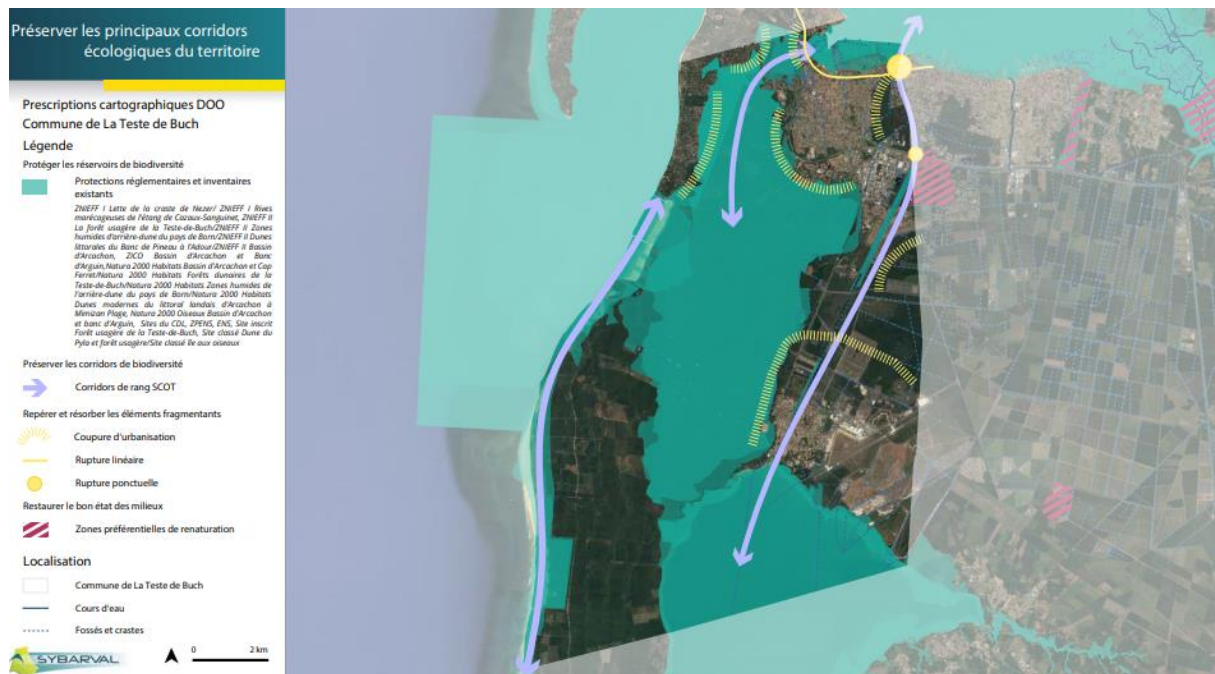 Préserver les principaux corridors
écologiques du territoire
Prescriptions cartographiques DOO
Commune de La Teste de Buch
Légende
Protéger les réservoirs de biodiversité
Protections réglementaires et inventaires
existants
ZNIEFF I Lette de la craste de Nezer/ ZNIEFF I Rives
marécageuses de l'étang de Cazaux-Sanguinet, ZNIEFF II
La forêt usagère de la Teste-de-Buch/ZNIEFF II Zones
humides d'arrière-dune du pays de Born/ZNIEFF II Dunes
littorales du Banc de Pineau à l'Adour/ZNIEFF II Bassin
d'Arcachon, ZICO Bassin d'Arcachon et Banc
d'Arguin,Natura 2000 Habitats Bassin d'Arcachon et Cap
Ferret/Natura 2000 Habitats Forêts dunaires de la
Teste-de-Buch/Natura 2000 Habitats Zones humides de
l'arrière-dune du pays de Born/Natura 2000 Habitats
Dunes modernes du littoral landais d'Arcachon à
Mimizan Plage, Natura 2000 Oiseaux Bassin d'Arcachon
et banc d'Arguin, Sites du CDL, ZPENS, ENS, Site inscrit
Forêt usagère de la Teste-de-Buch, Site classé Dune du
Pyla et forêt usagère/Site classé île aux oiseaux
Préserver les corridors de biodiversité
Corridors de rang SCOT
Repérer et résorber les éléments fragmentants
Coupure d'urbanisation
Rupture linéaire
Rupture ponctuelle
Restaurer le bon état des milieux
Zones préférentielles de renaturation
Localisation
Commune de La Teste de Buch
Cours d'eau
Fossés et crastes
SYBARVAL
0 2 km